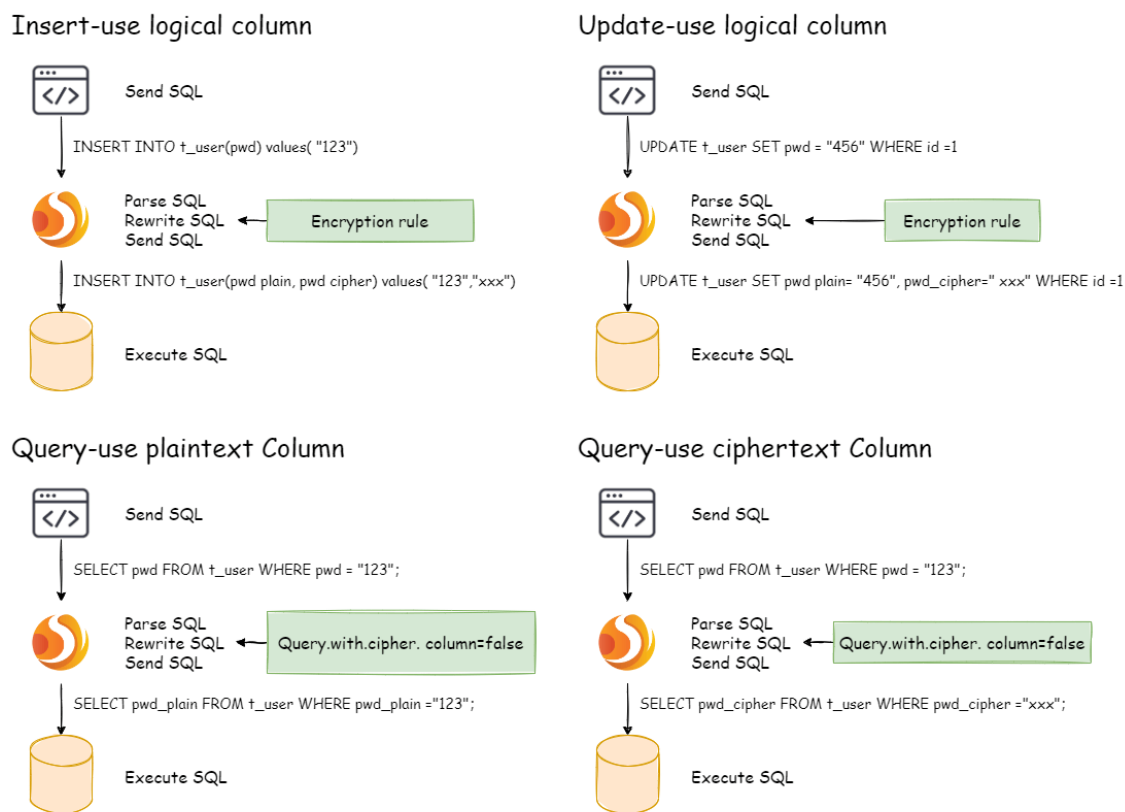 Insert-use logical column
Send SQL
INSERT INTO t_user(pwd) values( "123")
Parse SQL
Rewrite SQL
Send SQL
Encryption rule
INSERT INTO t_user(pwd plain, pwd cipher) values( "123","xxx")
Execute SQL
Update-use logical column
Send SQL
UPDATE t_user SET pwd = "456" WHERE id =1
Parse SQL
Rewrite SQL
Send SQL
Encryption rule
UPDATE t_user SET pwd plain= "456", pwd_cipher=" xxx" WHERE id =1
Execute SQL
Query-use plaintext Column
Send SQL
SELECT pwd FROM t_user WHERE pwd = "123";
Parse SQL
Rewrite SQL
Send SQL
Query.with.cipher. column=false
SELECT pwd_plain FROM t_user WHERE pwd_plain ="123";
Execute SQL
Query-use ciphertext Column
Send SQL
SELECT pwd FROM t_user WHERE pwd = "123";
Parse SQL
Rewrite SQL
Send SQL
Query.with.cipher. column=false
SELECT pwd_cipher FROM t_user WHERE pwd_cipher ="xxx";
Execute SQL